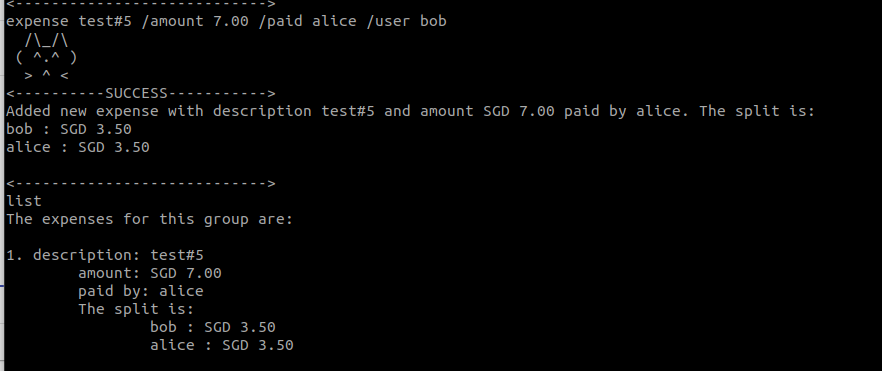 <---------------------------->
expense test#5 /amount 7.00 /paid alice /user bob
  /\_/\
 ( ^.^ )
  > ^ <
<----------SUCCESS----------->
Added new expense with description test#5 and amount SGD 7.00 paid by alice. The split is:
bob : SGD 3.50
alice : SGD 3.50
<---------------------------->
list
The expenses for this group are:
1. description: test#5
        amount: SGD 7.00
        paid by: alice
        The split is:
                bob : SGD 3.50
                alice : SGD 3.50